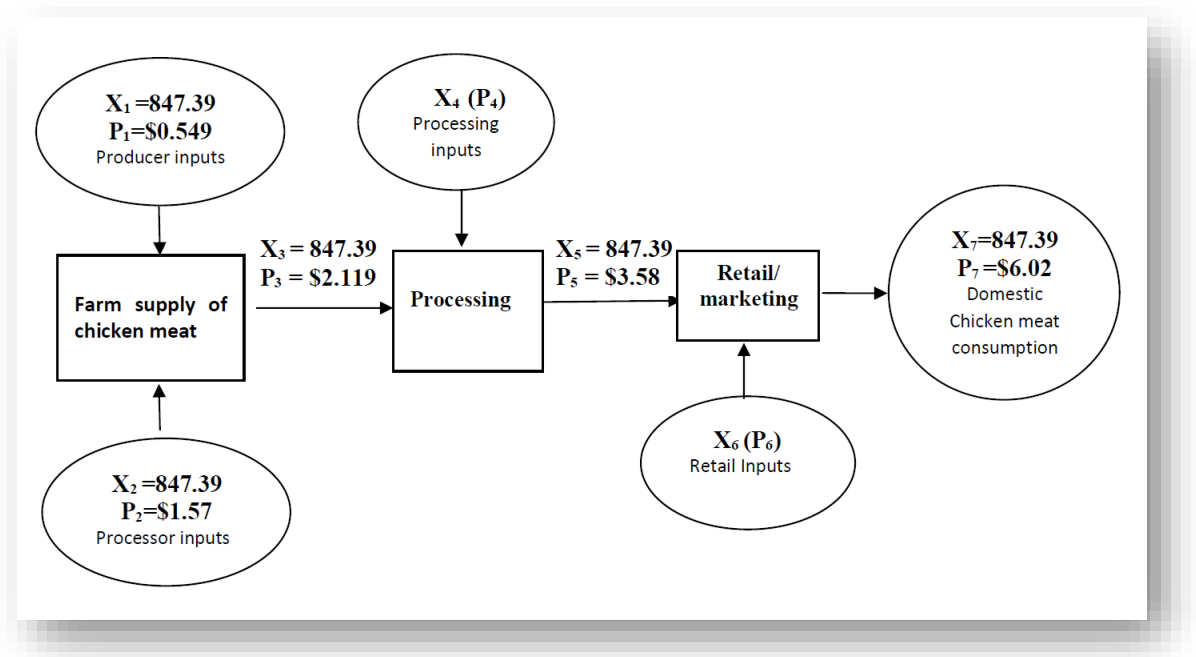 X₁ =847.39
P₁=$0.549
Producer inputs
X₄ (P₄)
Processing
inputs
Farm supply of
chicken meat
X₃ = 847.39
P₃ = $2.119
Processing
X₅ = 847.39
P₅ = $3.58
Retail/
marketing
X₇=847.39
P₇ =$6.02
Domestic
Chicken meat
consumption
X₂ =847.39
P₂=$1.57
Processor inputs
X₆ (P₆)
Retail Inputs